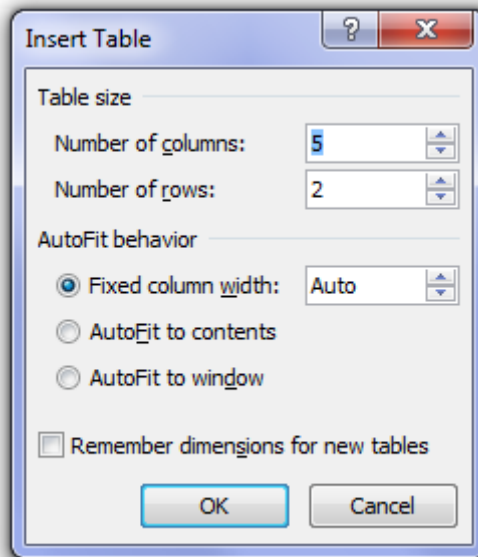 Insert Table
?
Table size
Number of columns: 5
Number of rows: 2
AutoFit behavior
Fixed column width: Auto
AutoFit to contents
AutoFit to window
Remember dimensions for new tables
OK Cancel